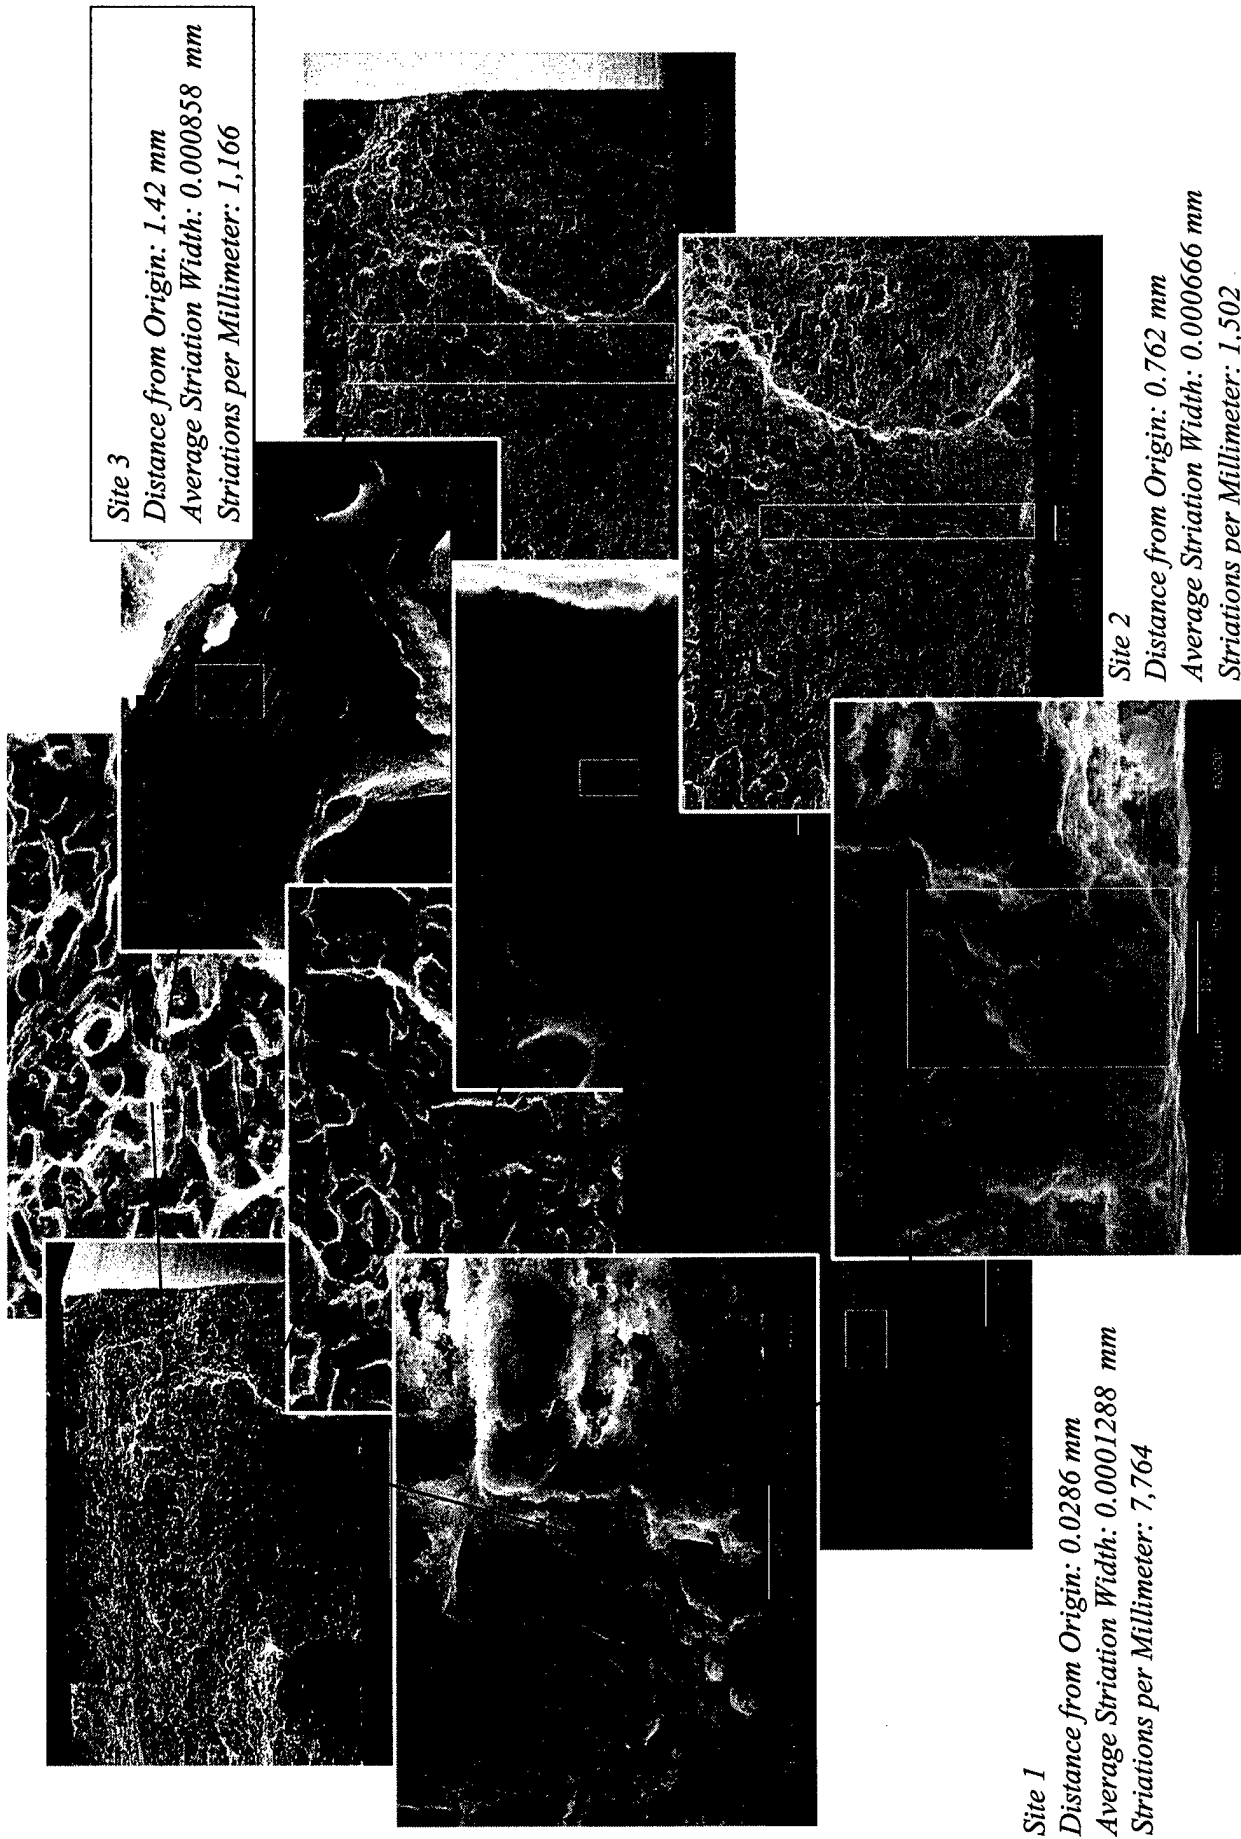 Site 1
Distance from Origin: 0.0286 mm
Average Striation Width: 0.0001288 mm
Striations per Millimeter: 7,764
Site 2
Distance from Origin: 0.762 mm
Average Striation Width: 0.000666 mm
Striations per Millimeter: 1,502
Site 3
Distance from Origin: 1.42 mm
Average Striation Width: 0.000858 mm
Striations per Millimeter: 1,166